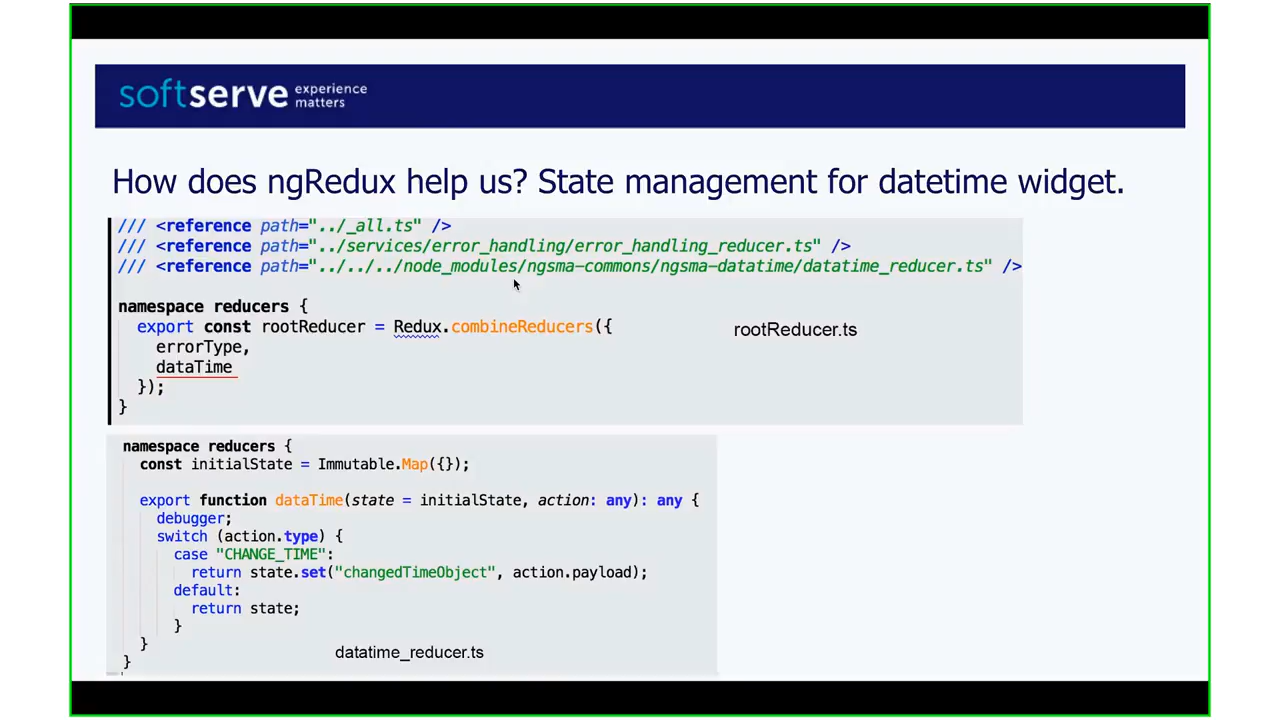 softserve experience matters
How does ngRedux help us? State management for datetime widget.
/// <reference path="../_all.ts" />
/// <reference path="../services/error_handling/error_handling_reducer.ts" />
/// <reference path="../../../node_modules/ngsma-commons/ngsma-datatime/datatime_reducer.ts" />
namespace reducers {
export const rootReducer = Redux.combineReducers({
errorType,
dataTime
});
}
rootReducer.ts
namespace reducers {
const initialState = Immutable.Map({});
export function dataTime(state = initialState, action: any): any {
debugger;
switch (action.type) {
case "CHANGE_TIME":
return state.set("changedTimeObject", action.payload);
default:
return state;
}
}
}
datatime_reducer.ts